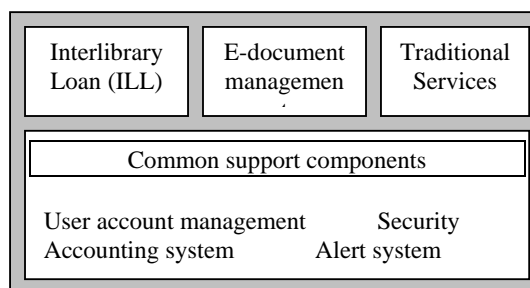 Interlibrary
Loan (ILL)
E-document
managemen
Traditional
Services
Common support components
User account management Security
Accounting system Alert system